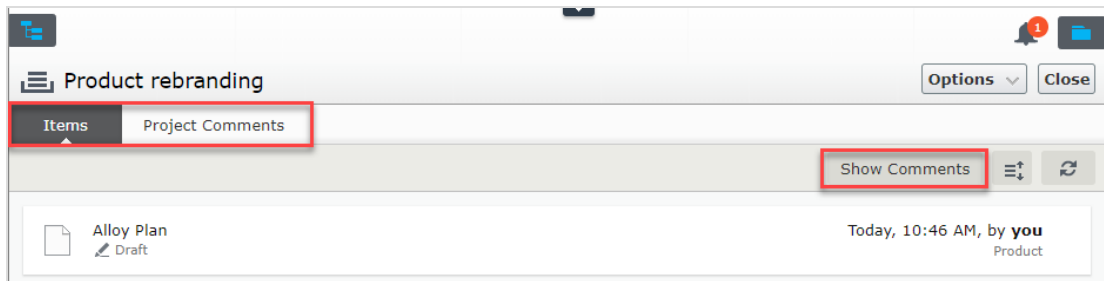 1
Product rebranding
Options
Close
Items
Project Comments
Show Comments
Alloy Plan
Today, 10:46 AM, by you
Draft
Product